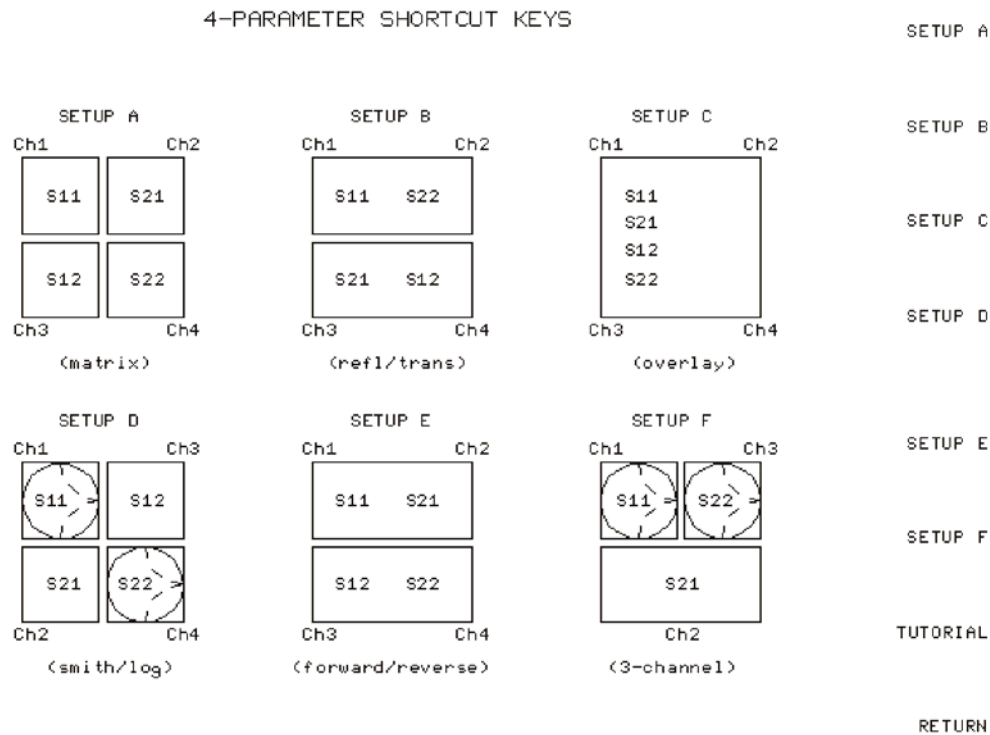 4-PARAMETER SHORTCUT KEYS
SETUP A
SETUP B
SETUP C
Ch1 Ch2
Ch1 Ch2
Ch1 Ch2
S11 S21
S11 S22
S11
S21
S12
S22
S12 S22
S21 S12
Ch3 Ch4
Ch3 Ch4
Ch3 Ch4
(matrix)
(refl/trans)
(overlay)
SETUP D
SETUP E
SETUP F
Ch1 Ch3
Ch1 Ch2
Ch1 Ch3
S11 S12
S11 S21
S11 S22
S21 S22
S12 S22
S21
Ch2 Ch4
Ch3 Ch4
Ch2
(smith/log)
(forward/reverse)
(3-channel)
SETUP A
SETUP B
SETUP C
SETUP D
SETUP E
SETUP F
TUTORIAL
RETURN